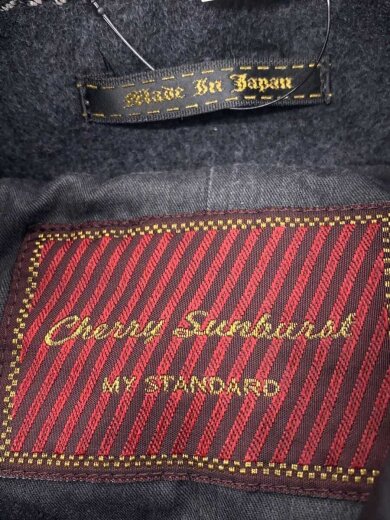 Made In Japan
Cherry Sunburst
MY STANDARD